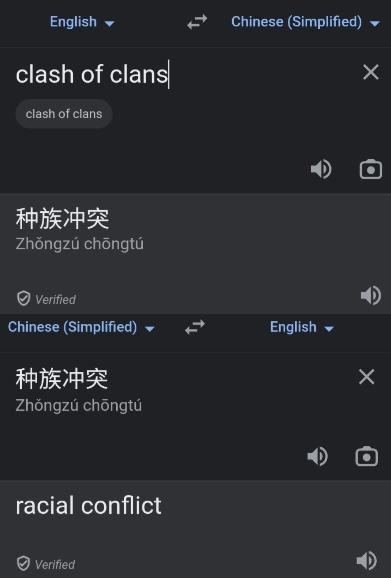 English Chinese (Simplified)
clash of clans
clash of clans
种族冲突
Zhǒngzú chōngtú
Verified
Chinese (Simplified) English
种族冲突
Zhǒngzú chōngtú
racial conflict
Verified